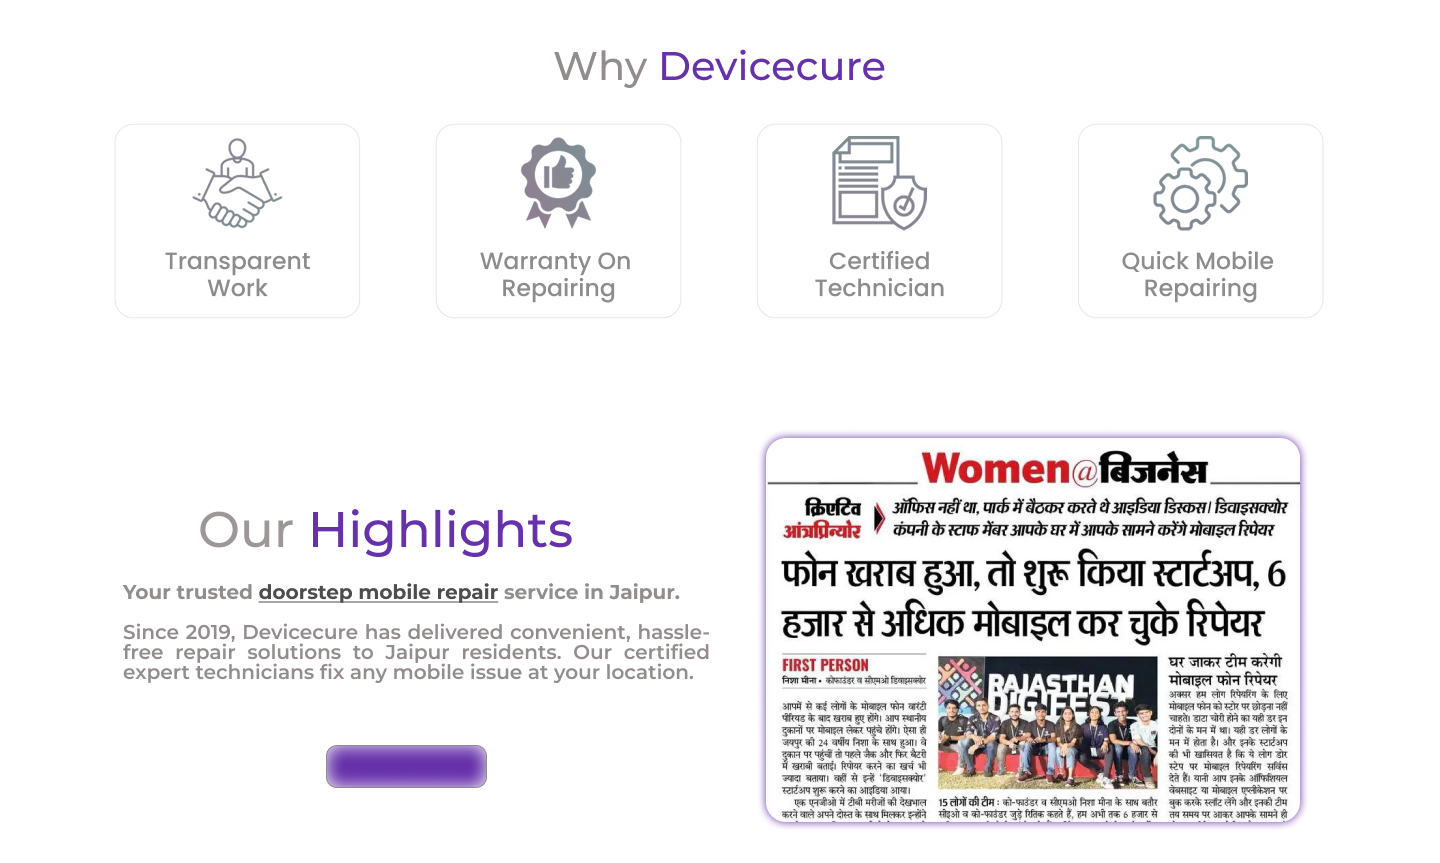 Why Devicecure
Transparent
Work
Warranty On
Repairing
Certified
Technician
Quick Mobile
Repairing
Our Highlights
Your trusted doorstep mobile repair service in Jaipur.
Since 2019, Devicecure has delivered convenient, hassle-
free repair solutions to Jaipur residents. Our certified
expert technicians fix any mobile issue at your location.
Women@बिजनेस
क्रिएटिव
आंत्रप्रिन्योर
ऑफिस नहीं था, पार्क में बैठकर करते थे आइडिया डिस्कस। डिवाइसक्योर
कंपनी के स्टाफ मेंबर आपके घर में आपके सामने करेंगे मोबाइल रिपेयर
फोन खराब हुआ, तो शुरू किया स्टार्टअप, 6
हजार से अधिक मोबाइल कर चुके रिपेयर
FIRST PERSON
निशा मीना • कोफाउंडर व सीएमओ डिवाइसक्योर
आपमें से कई लोगों के मोबाइल फोन वारंटी
पीरियड के बाद खराब हुए होंगे। आप स्थानीय
दुकानों पर मोबाइल लेकर पहुंचे होंगे। ऐसा ही
जयपुर की 24 वर्षीय निशा के साथ हुआ। वे
दुकान पर पहुंचीं तो पहले जैक और फिर बैटरी
में खराबी बताई। रिपेयर करने का खर्च भी
ज्यादा बताया। वहीं से इन्हें 'डिवाइसक्योर'
स्टार्टअप शुरू करने का आइडिया आया।
एक एनजीओ में टीबी मरीजों की देखभाल
करने वाले अपने दोस्त के साथ मिलकर इन्होंने
RAJASTHAN
DIGIFEST
15 लोगों की टीम : को-फाउंडर व सीएमओ निशा मीना के साथ बतौर
सीइओ व को-फाउंडर जुड़े रितिक कहते हैं, हम अभी तक 6 हजार से
घर जाकर टीम करेगी
मोबाइल फोन रिपेयर
अक्सर हम लोग रिपेयरिंग के लिए
मोबाइल फोन को स्टोर पर छोड़ना नहीं
चाहते। डाटा चोरी होने का यही डर इन
दोनों के मन में था। यही डर लोगों के
मन में होता है। और इनके स्टार्टअप
की भी खासियत है कि ये लोग डोर
स्टेप पर मोबाइल रिपेयरिंग सर्विस
देते हैं। यानी आप इनके ऑफिशियल
वेबसाइट या मोबाइल एप्लीकेशन पर
बुक करके स्लॉट लेंगे और इनकी टीम
तय समय पर आकर आपके सामने ही